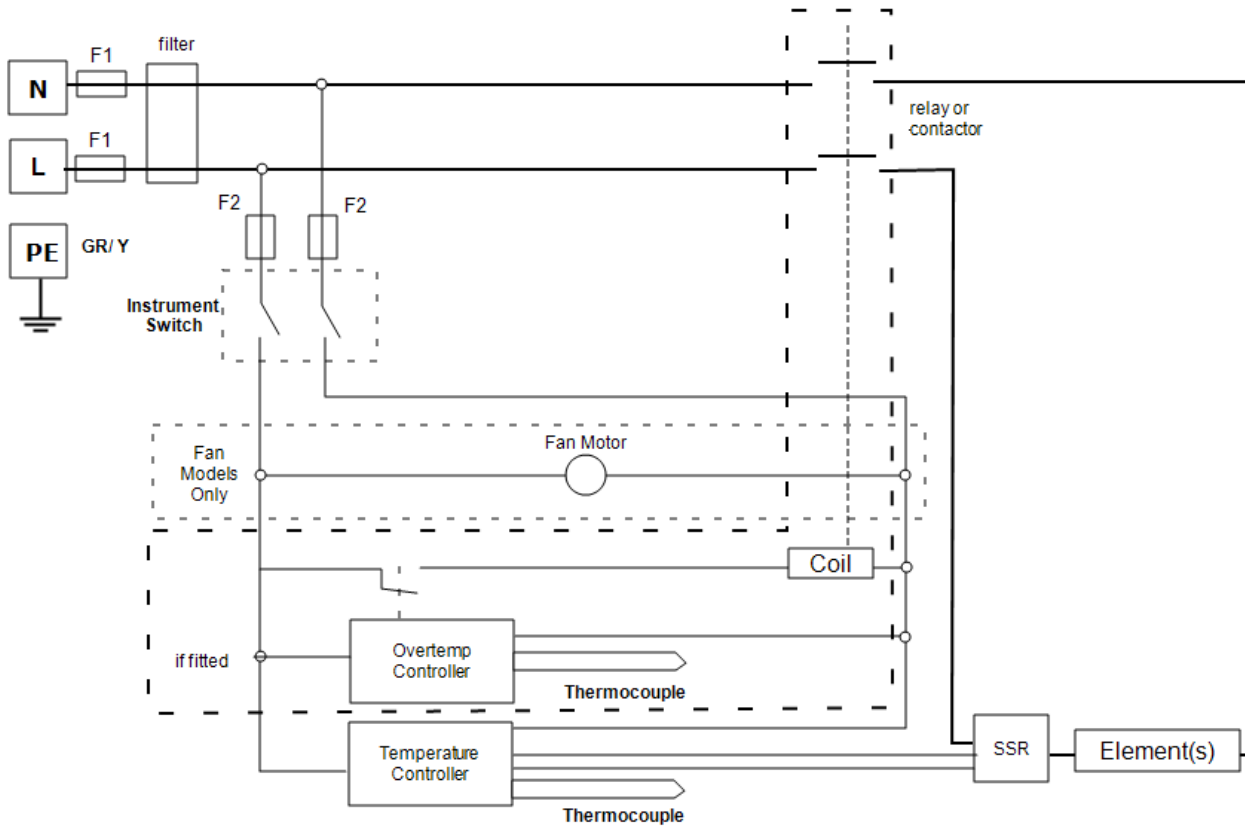 F1
filter
N
F1
L
relay or
contactor
F2
F2
PE
GR/ Y
Instrument
Switch
Fan
Models
Only
Fan Motor
Coil
if fitted
Overtemp
Controller
Thermocouple
Temperature
Controller
SSR
Element(s)
Thermocouple